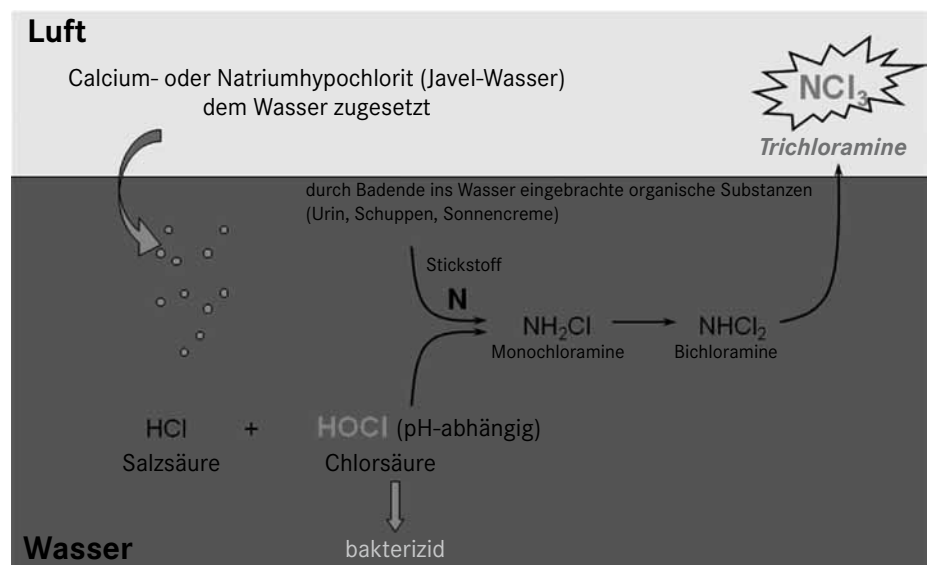 Luft
Calcium- oder Natriumhypochlorit (Javel-Wasser)
dem Wasser zugesetzt
NCl₃
Trichloramine
durch Badende ins Wasser eingebrachte organische Substanzen
(Urin, Schuppen, Sonnencreme)
Stickstoff
N
NH₂Cl
Monochloramine
NHCl₂
Bichloramine
HCl + HOCl (pH-abhängig)
Salzsäure
Chlorsäure
Wasser
bakterizid